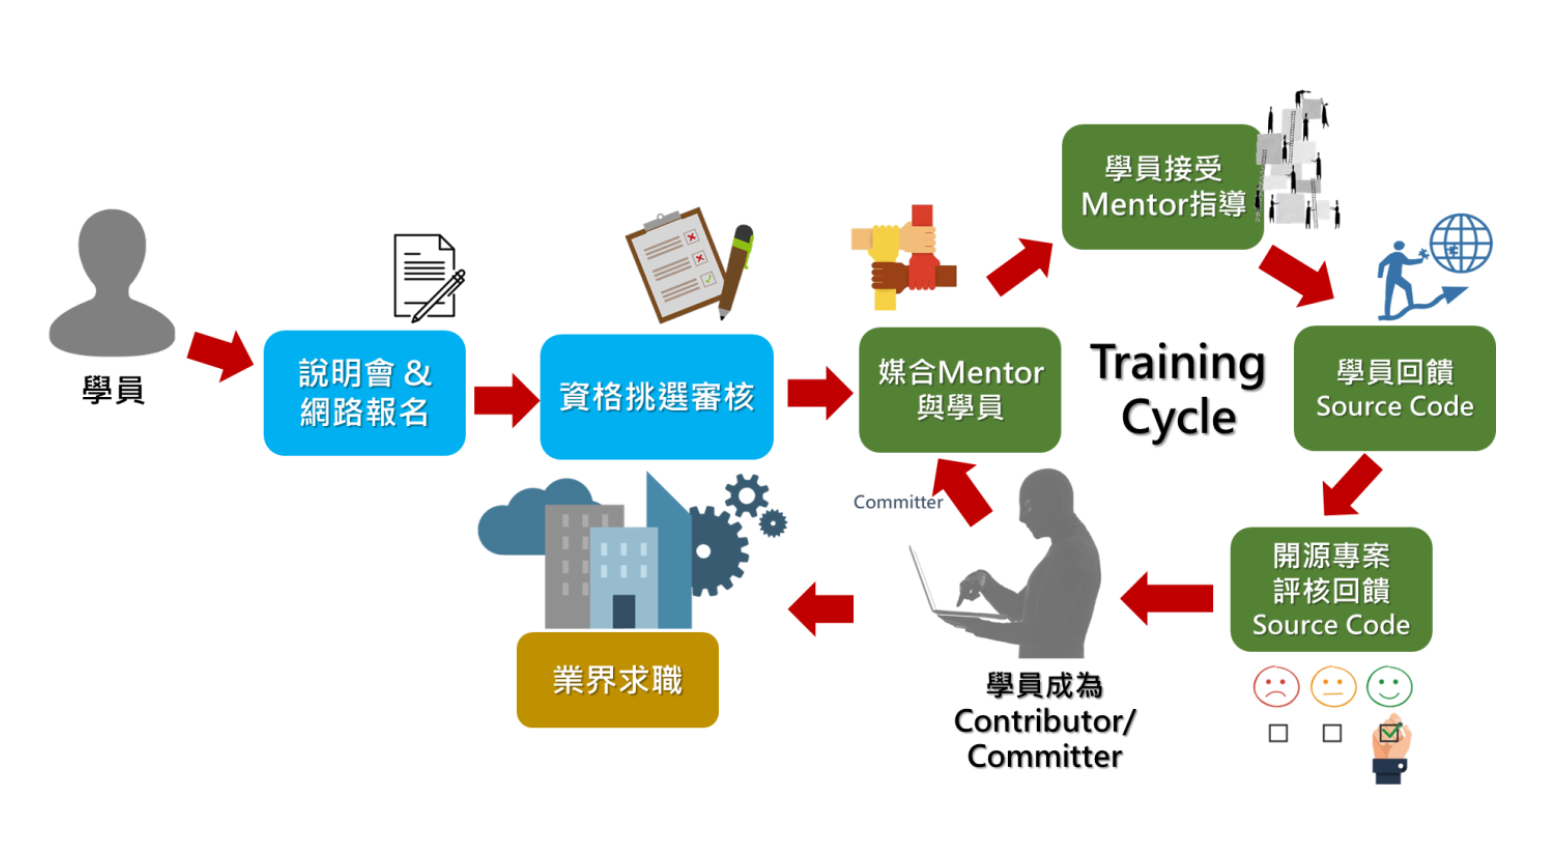 學員
說明會 &
網路報名
資格挑選審核
媒合Mentor
與學員
學員接受
Mentor指導
Training
Cycle
學員回饋
Source Code
開源專案
評核回饋
Source Code
Committer
學員成為
Contributor/
Committer
業界求職